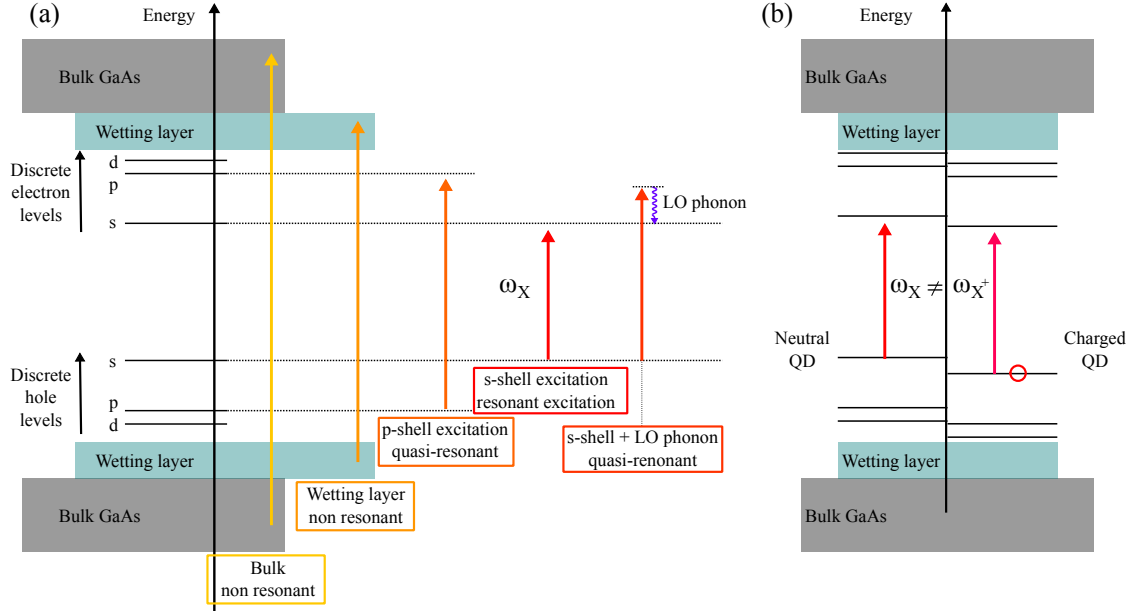 (a)
Energy
Bulk GaAs
Wetting layer
Discrete
electron
levels
d
p
s
LO phonon
ωX
Discrete
hole
levels
s
p
d
s-shell excitation
resonant excitation
p-shell excitation
quasi-resonant
s-shell + LO phonon
quasi-renonant
Wetting layer
Wetting layer
non resonant
Bulk GaAs
Bulk
non resonant
(b)
Energy
Bulk GaAs
Wetting layer
ωX ≠ ωX+
Neutral
QD
Charged
QD
Wetting layer
Bulk GaAs